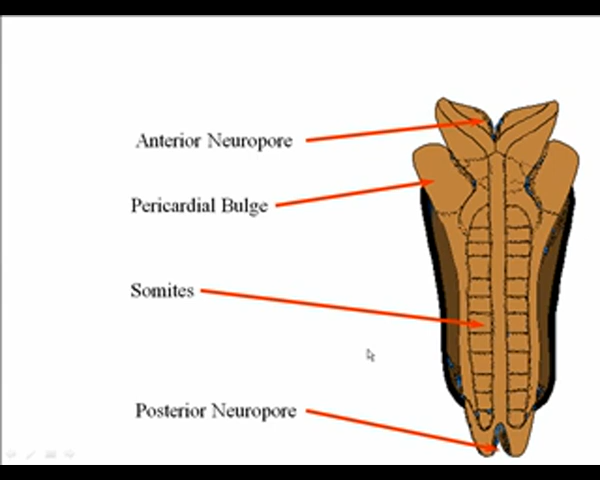 Anterior Neuropore
Pericardial Bulge
Somites
Posterior Neuropore